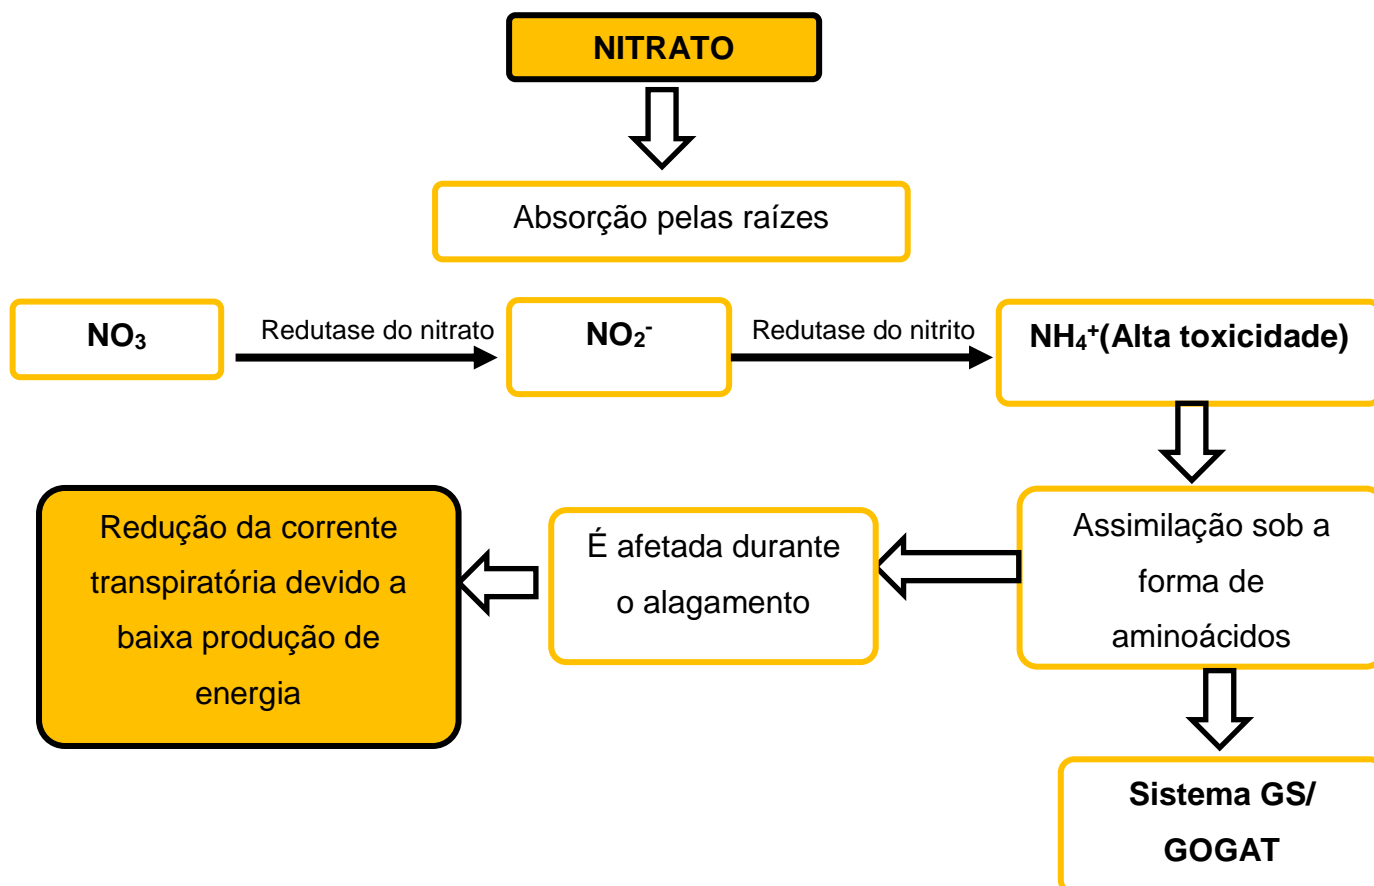 NITRATO
Absorção pelas raízes
NO₃
Redutase do nitrato
NO₂⁻
Redutase do nitrito
NH₄⁺(Alta toxicidade)
Redução da corrente
transpiratória devido a
baixa produção de
energia
É afetada durante
o alagamento
Assimilação sob a
forma de
aminoácidos
Sistema GS/
GOGAT